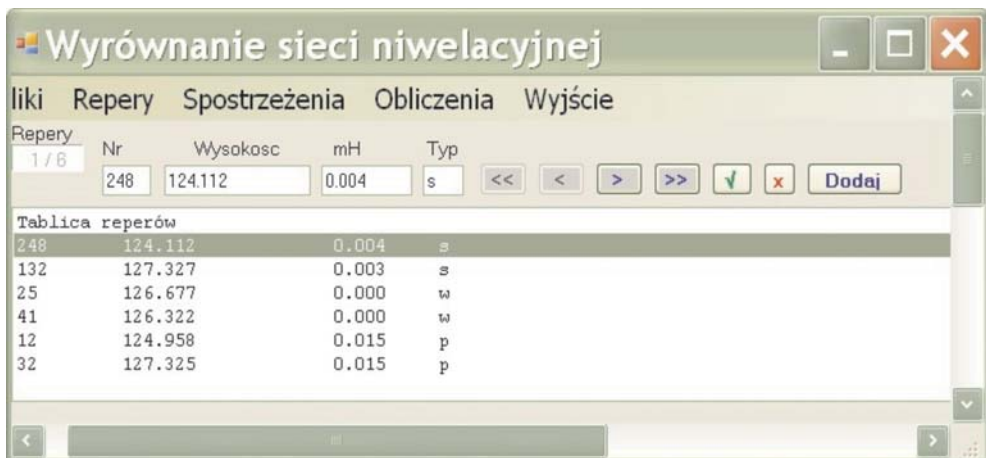 Wyrównanie sieci niwelacyjnej
liki Repery Spostrzeżenia Obliczenia Wyjście
Repery
1 / 6
Nr Wysokosc mH Typ
248 124.112 0.004 s << < > >> √ x Dodaj
Tablica reperów
248 124.112 0.004 s
132 127.327 0.003 s
25 126.677 0.000 w
41 126.322 0.000 w
12 124.958 0.015 p
32 127.325 0.015 p